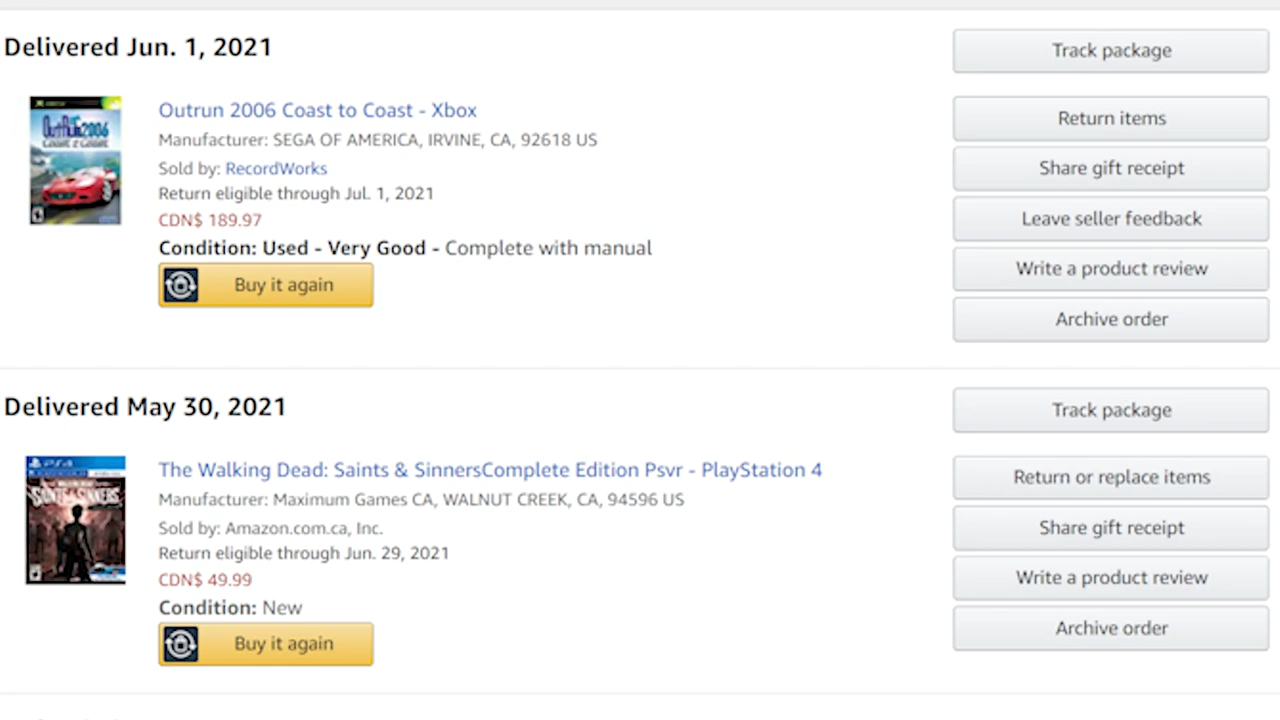 Delivered Jun. 1, 2021
Track package
OutRun2006
Outrun 2006 Coast to Coast - Xbox
Manufacturer: SEGA OF AMERICA, IRVINE, CA, 92618 US
Sold by: RecordWorks
Return eligible through Jul. 1, 2021
CDN$ 189.97
Condition: Used - Very Good - Complete with manual
Buy it again
Return items
Share gift receipt
Leave seller feedback
Write a product review
Archive order
Delivered May 30, 2021
Track package
PS4
SAINTS & SINNERS
The Walking Dead: Saints & SinnersComplete Edition Psvr - PlayStation 4
Manufacturer: Maximum Games CA, WALNUT CREEK, CA, 94596 US
Sold by: Amazon.com.ca, Inc.
Return eligible through Jun. 29, 2021
CDN$ 49.99
Condition: New
Buy it again
Return or replace items
Share gift receipt
Write a product review
Archive order